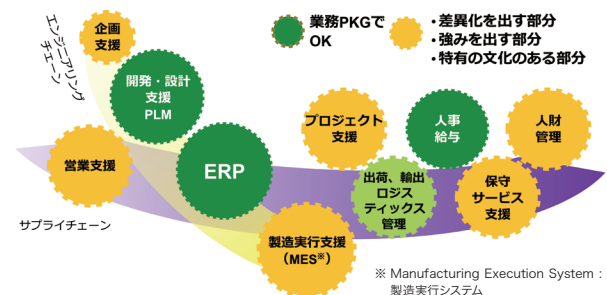 企画
支援
エンジニアリング
チェーン
開発・設計
支援
PLM
業務PKGで
OK
・差異化を出す部分
・強みを出す部分
・特有の文化のある部分
営業支援
ERP
プロジェクト
支援
人事
給与
人財
管理
出荷、輸出
ロジス
ティックス
管理
保守
サービス
支援
サプライチェーン
製造実行支援
(MES※)
※ Manufacturing Execution System :
製造実行システム